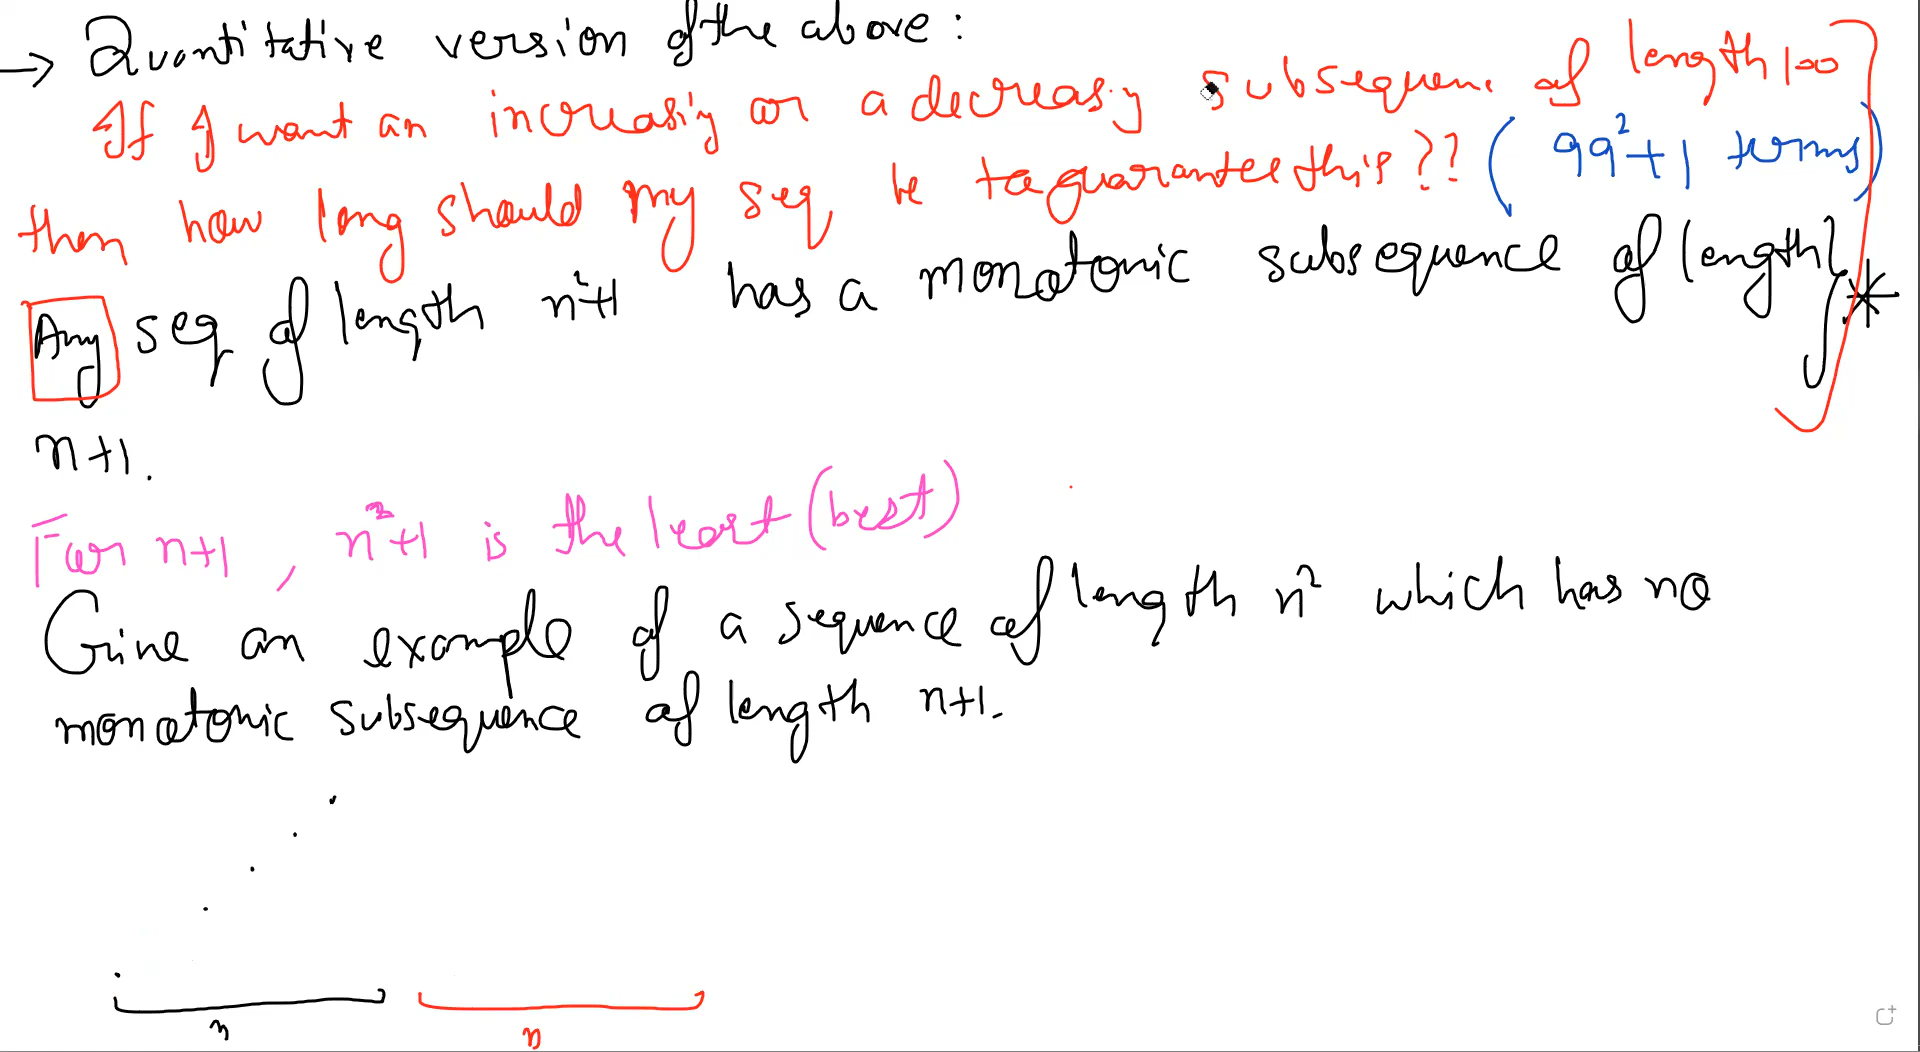 → Quantitative version of the above:
If I want an increasing or a decreasing subsequence of length 100
then how long should my seq be to guarantee this?? (99²+1 terms)
Any seq of length n²+1 has a monotonic subsequence of length
n+1.
For n+1, n²+1 is the least (best)
Give an example of a sequence of length n² which has no
monotonic subsequence of length n+1.
n n